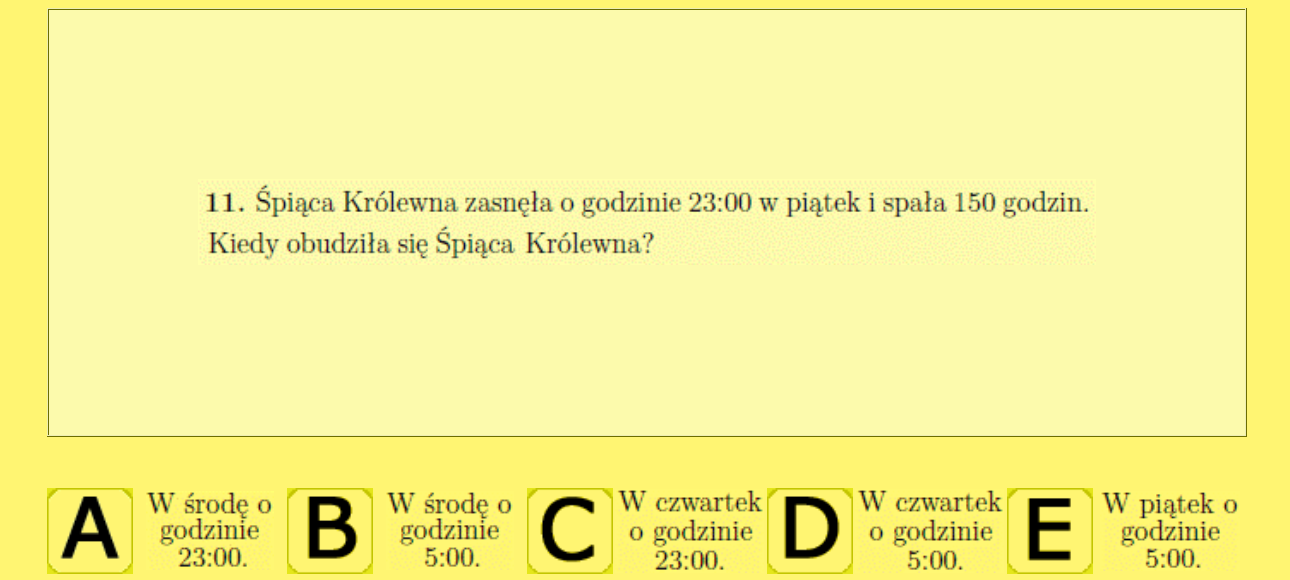 11. Śpiąca Królewna zasnęła o godzinie 23:00 w piątek i spała 150 godzin.
Kiedy obudziła się Śpiąca Królewna?
A
W środę o
godzinie
23:00.
B
W środę o
godzinie
5:00.
C
W czwartek
o godzinie
23:00.
D
W czwartek
o godzinie
5:00.
E
W piątek o
godzinie
5:00.